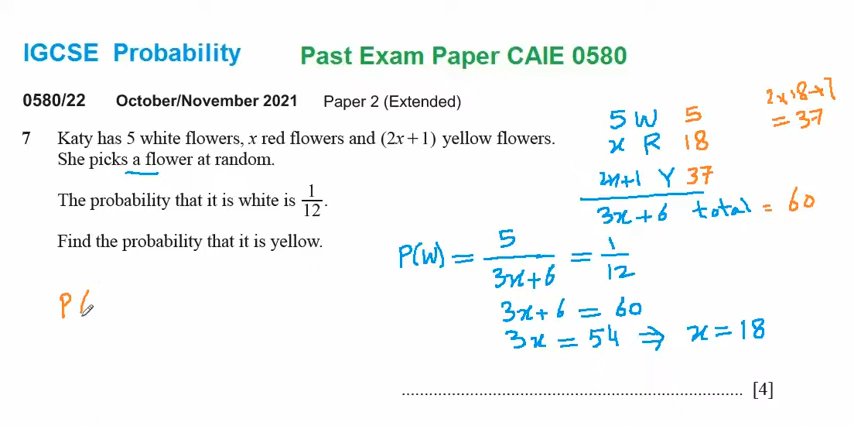 IGCSE Probability Past Exam Paper CAIE 0580
0580/22 October/November 2021 Paper 2 (Extended)
7 Katy has 5 white flowers, x red flowers and (2x + 1) yellow flowers.
She picks a flower at random.
The probability that it is white is 1/12.
Find the probability that it is yellow.
P(
5 W 5
x R 18
2x+1 Y 37
3x+6 total = 60
2x18+1
= 37
P(W) = 5/(3x+6) = 1/12
3x+6 = 60
3x = 54 ⇒ x = 18
[4]